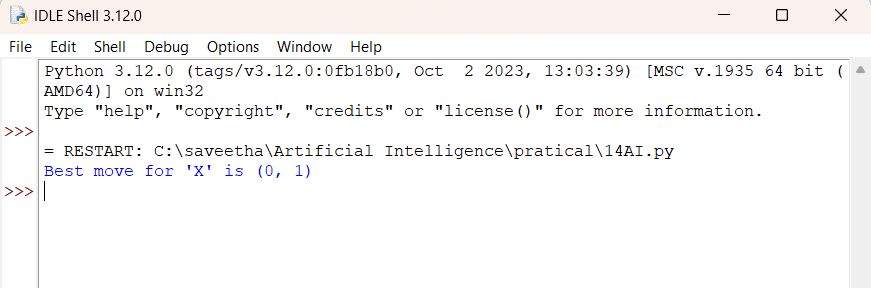 IDLE Shell 3.12.0
File Edit Shell Debug Options Window Help
Python 3.12.0 (tags/v3.12.0:0fb18b0, Oct  2 2023, 13:03:39) [MSC v.1935 64 bit (
AMD64)] on win32
Type "help", "copyright", "credits" or "license()" for more information.
>>>
= RESTART: C:\saveetha\Artificial Intelligence\pratical\14AI.py
Best move for 'X' is (0, 1)
>>>